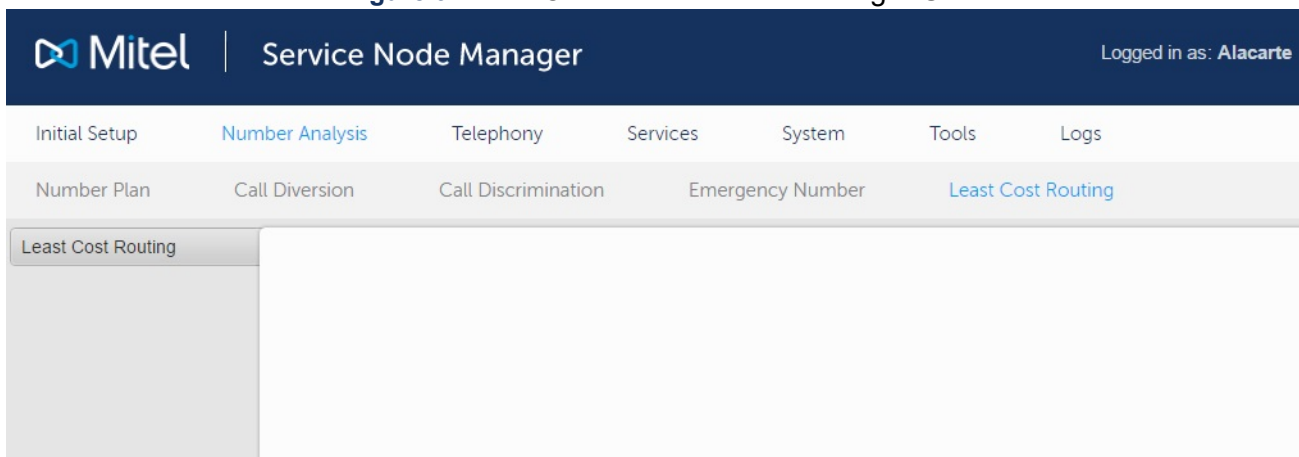 Mitel Service Node Manager Logged in as: Alacarte
Initial Setup Number Analysis Telephony Services System Tools Logs
Number Plan Call Diversion Call Discrimination Emergency Number Least Cost Routing
Least Cost Routing